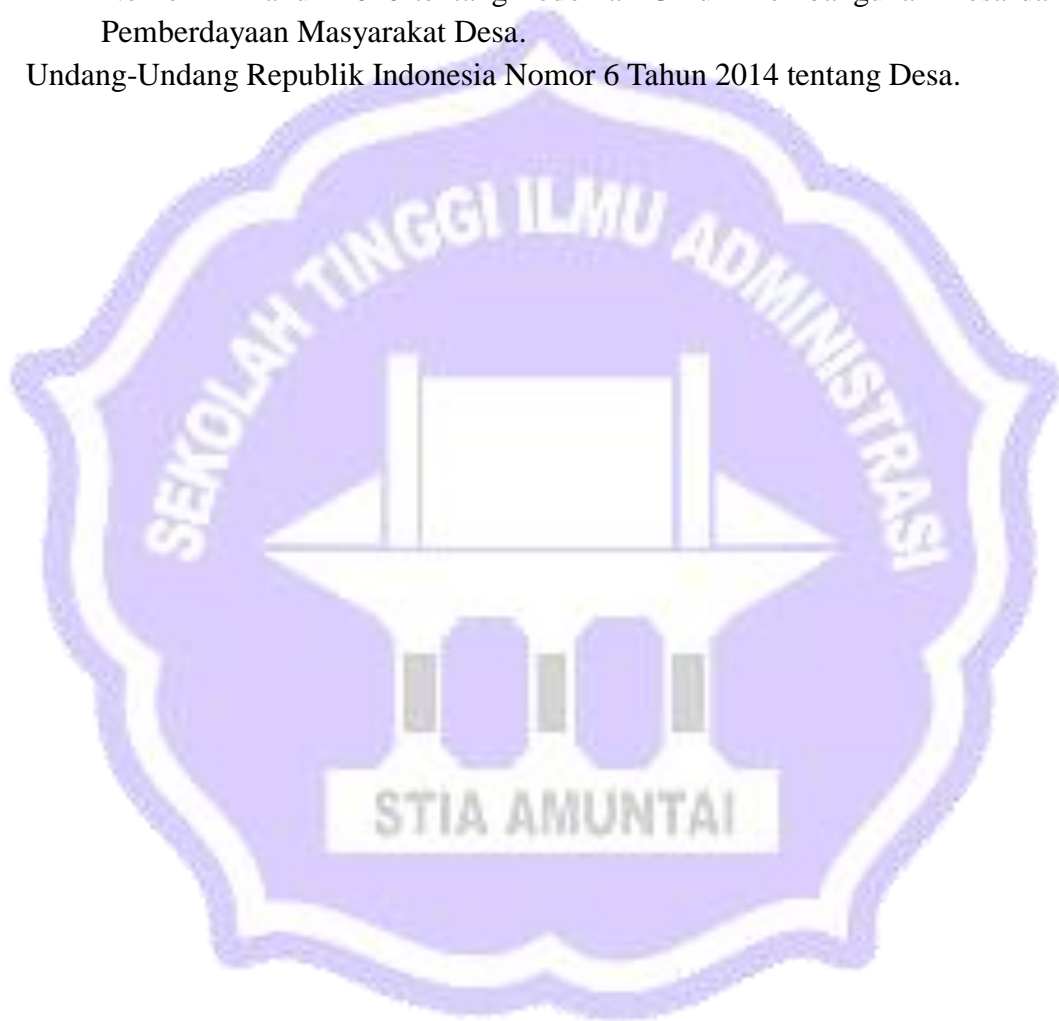 Pemberdayaan Masyarakat Desa.
Undang-Undang Republik Indonesia Nomor 6 Tahun 2014 tentang Desa.
SEKOLAH TINGGI ILMU ADMINISTRASI
STIA AMUNTAI